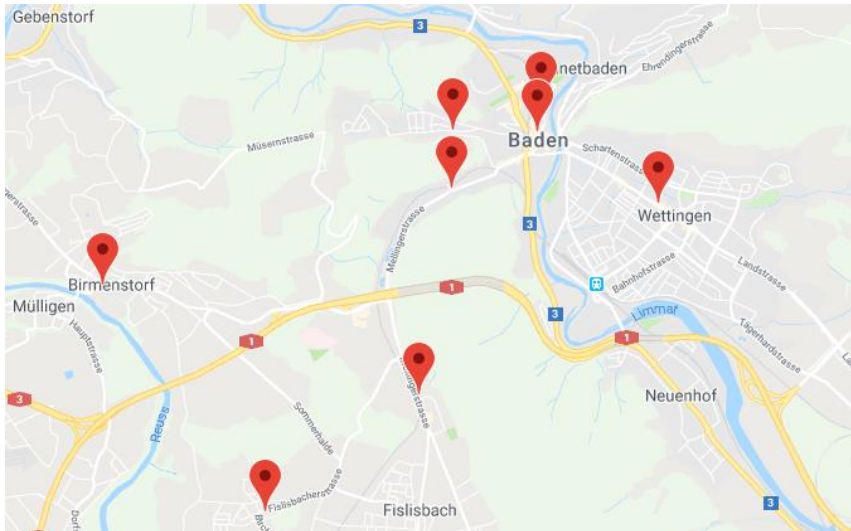 Gebenstorf
3
netbaden
Ehrendingerstrasse
Müsernstrasse
Baden
Schartenstrasse
Wettingen
3
Mellingerstrasse
Birmenstorf
Mülligen
Hauptstrasse
Bahnhofstrasse
Landstrasse
1
3
Limmat
1
Tägerhardstrasse
1
3
Neuenhof
Reuss
Sommerhalde
Fislisbacherstrasse
Fislisbach
3